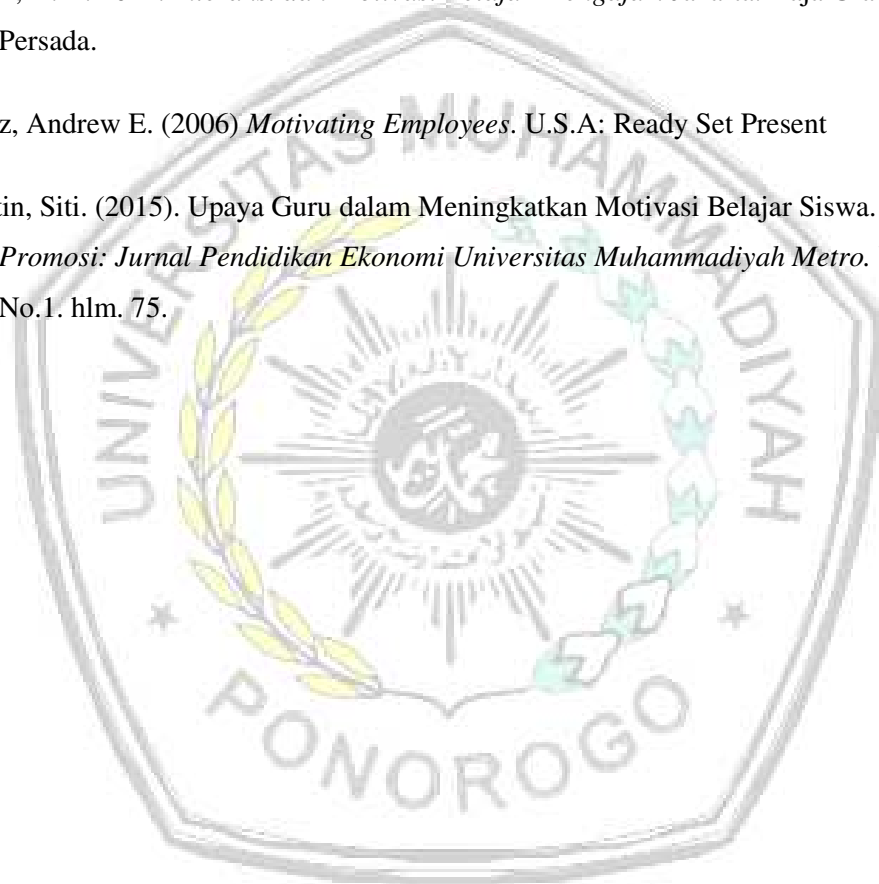 Persada.
z, Andrew E. (2006) Motivating Employees. U.S.A: Ready Set Present
tin, Siti. (2015). Upaya Guru dalam Meningkatkan Motivasi Belajar Siswa.
Promosi: Jurnal Pendidikan Ekonomi Universitas Muhammadiyah Metro.
No.1. hlm. 75.
UNIVERSITAS MUHAMMADIYAH
PONOROGO